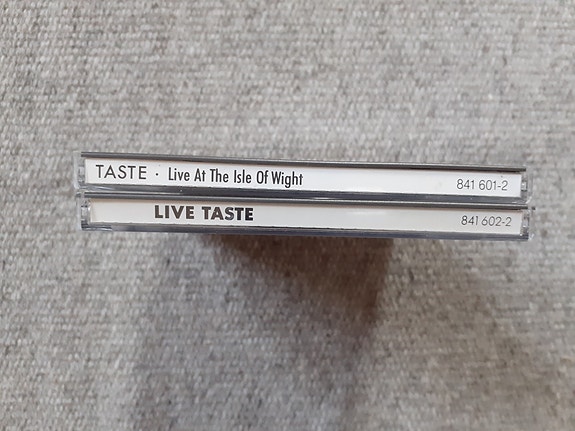 TASTE · Live At The Isle Of Wight 841 601-2
LIVE TASTE 841 602-2